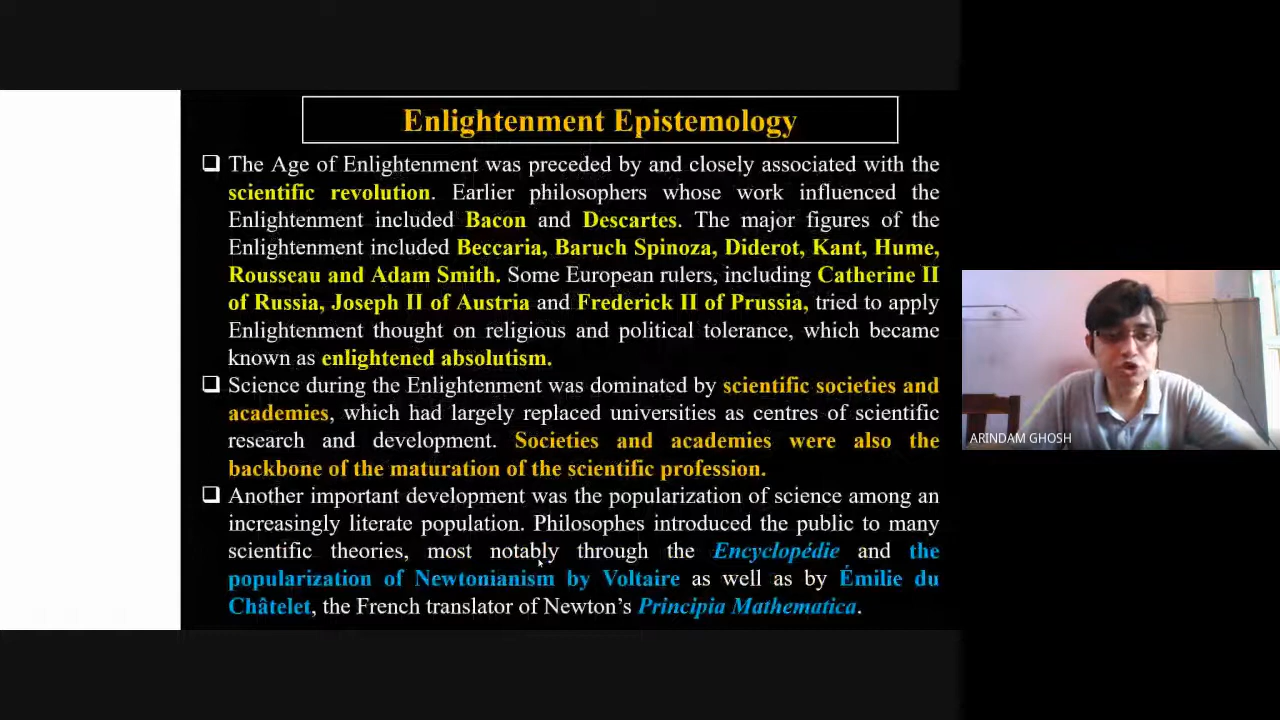 Enlightenment Epistemology
❑ The Age of Enlightenment was preceded by and closely associated with the
scientific revolution. Earlier philosophers whose work influenced the
Enlightenment included Bacon and Descartes. The major figures of the
Enlightenment included Beccaria, Baruch Spinoza, Diderot, Kant, Hume,
Rousseau and Adam Smith. Some European rulers, including Catherine II
of Russia, Joseph II of Austria and Frederick II of Prussia, tried to apply
Enlightenment thought on religious and political tolerance, which became
known as enlightened absolutism.
❑ Science during the Enlightenment was dominated by scientific societies and
academies, which had largely replaced universities as centres of scientific
research and development. Societies and academies were also the
backbone of the maturation of the scientific profession.
❑ Another important development was the popularization of science among an
increasingly literate population. Philosophes introduced the public to many
scientific theories, most notably through the Encyclopédie and the
popularization of Newtonianism by Voltaire as well as by Émilie du
Châtelet, the French translator of Newton's Principia Mathematica.
ARINDAM GHOSH